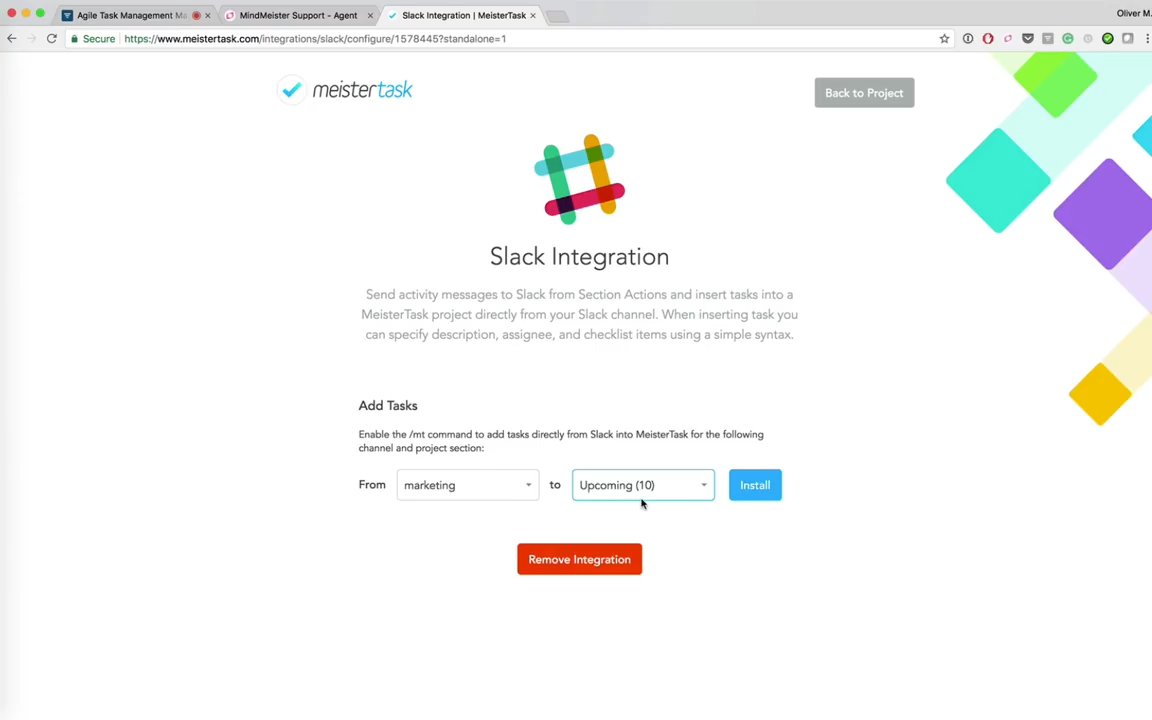 Agile Task Management Ma
MindMeister Support - Agent
Slack Integration | MeisterTask
Oliver M.
Secure
https://www.meistertask.com/integrations/slack/configure/1578445?standalone=1
meistertask
Back to Project
Slack Integration
Send activity messages to Slack from Section Actions and insert tasks into a
MeisterTask project directly from your Slack channel. When inserting task you
can specify description, assignee, and checklist items using a simple syntax.
Add Tasks
Enable the /mt command to add tasks directly from Slack into MeisterTask for the following
channel and project section:
From marketing to Upcoming (10) Install
Remove Integration